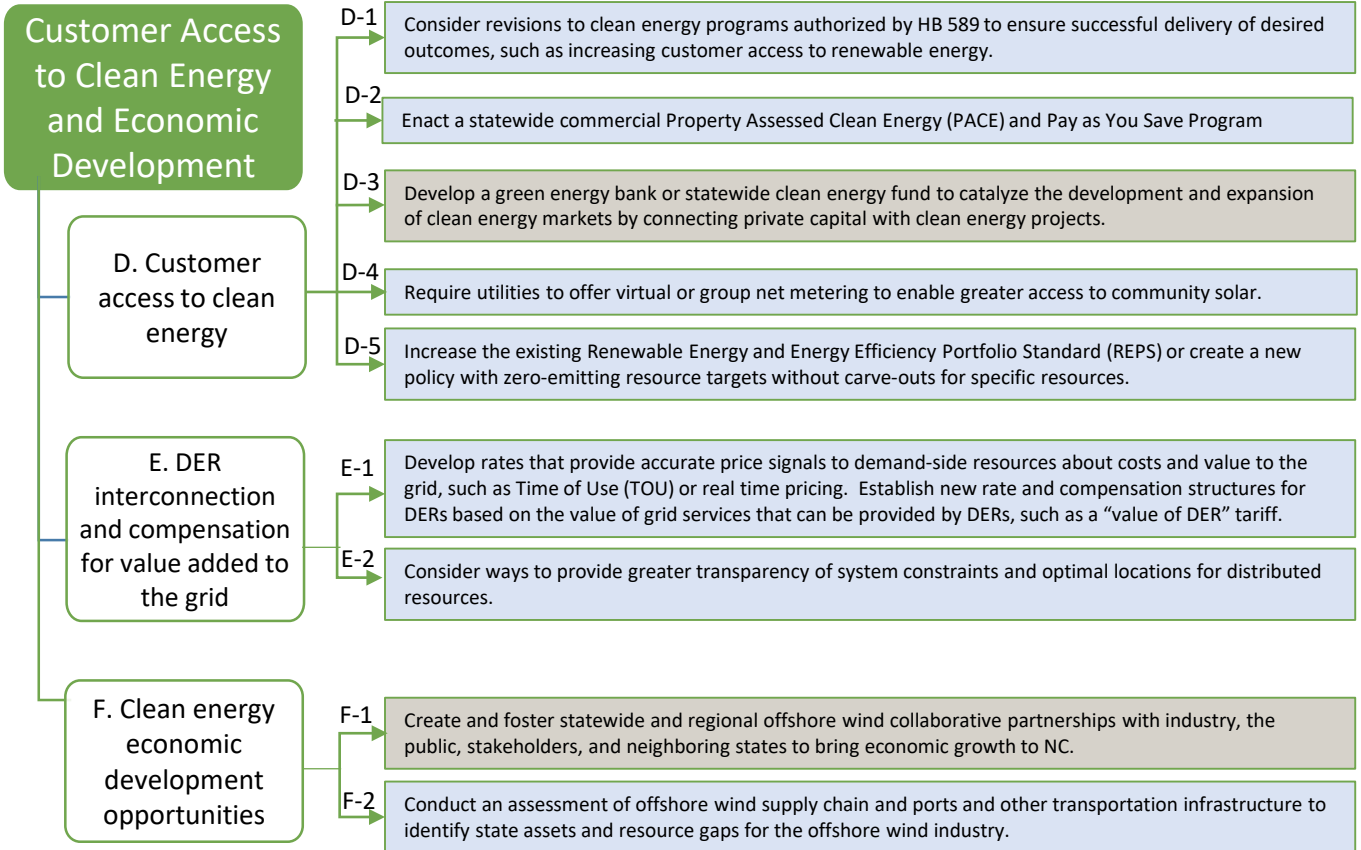 Customer Access
to Clean Energy
and Economic
Development
D-1
Consider revisions to clean energy programs authorized by HB 589 to ensure successful delivery of desired
outcomes, such as increasing customer access to renewable energy.
D-2
Enact a statewide commercial Property Assessed Clean Energy (PACE) and Pay as You Save Program
D-3
Develop a green energy bank or statewide clean energy fund to catalyze the development and expansion
of clean energy markets by connecting private capital with clean energy projects.
D. Customer
access to clean
energy
D-4
Require utilities to offer virtual or group net metering to enable greater access to community solar.
D-5
Increase the existing Renewable Energy and Energy Efficiency Portfolio Standard (REPS) or create a new
policy with zero-emitting resource targets without carve-outs for specific resources.
E. DER
interconnection
and compensation
for value added to
the grid
E-1
Develop rates that provide accurate price signals to demand-side resources about costs and value to the
grid, such as Time of Use (TOU) or real time pricing.  Establish new rate and compensation structures for
DERs based on the value of grid services that can be provided by DERs, such as a “value of DER” tariff.
E-2
Consider ways to provide greater transparency of system constraints and optimal locations for distributed
resources.
F. Clean energy
economic
development
opportunities
F-1
Create and foster statewide and regional offshore wind collaborative partnerships with industry, the
public, stakeholders, and neighboring states to bring economic growth to NC.
F-2
Conduct an assessment of offshore wind supply chain and ports and other transportation infrastructure to
identify state assets and resource gaps for the offshore wind industry.